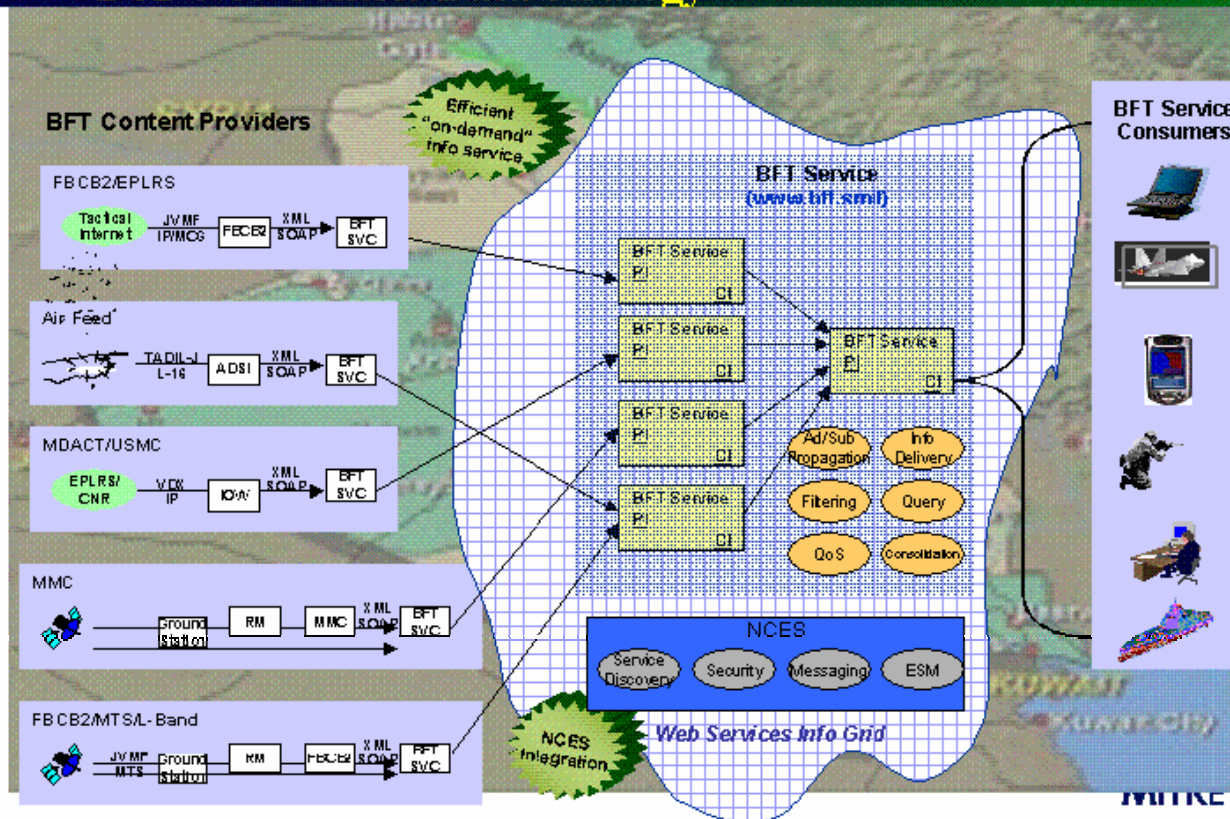 BFT Content Providers
Efficient
"on-demand"
info service
FBCB2/EPLRS
Tactical
Internet
JVMF
IP/MCG
FBCB2
XML
SOAP
BFT
SVC
Air Feed
TADIL-J
L-16
ADSI
XML
SOAP
BFT
SVC
MDACT/USMC
EPLRS/
CNR
VDX
IP
IOW
XML
SOAP
BFT
SVC
MMC
Ground
Station
RM
MMC
XML
SOAP
BFT
SVC
FBCB2/MTS/L-Band
JVMF
MTS
Ground
Station
RM
FBCB2
XML
SOAP
BFT
SVC
BFT Service
(www.bft.smil)
BFT Service
PI
CI
BFT Service
PI
CI
BFT Service
PI
CI
BFT Service
PI
CI
BFT Service
PI
CI
Ad/Sub
Propagation
Info
Delivery
Filtering
Query
QoS
Consolidation
NCES
Service
Discovery
Security
Messaging
ESM
NCES
Integration
Web Services Info Grid
BFT Service
Consumers
KUWAIT
Kuwait City
MITRE